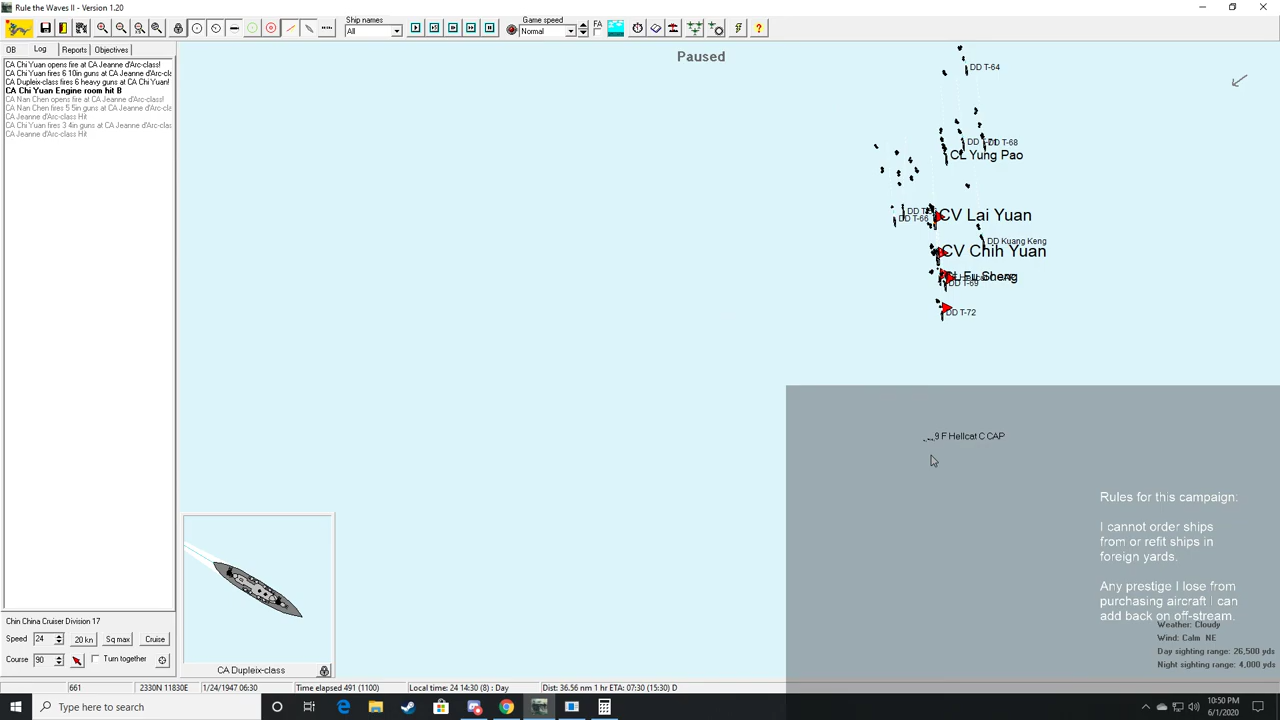 Rule the Waves II - Version 1.20
Ship names
All
FA
Game speed
Normal
OB
Log
Reports
Objectives
CA Chi Yuan opens fire at CA Jeanne d'Arc-class!
CA Chi Yuan fires 6 10in guns at CA Jeanne d'Arc-cla
CA Dupleix-class fires 6 heavy guns at CA Chi Yuan!
CA Chi Yuan Engine room hit B
CA Nan Chen opens fire at CA Jeanne d'Arc-class!
CA Nan Chen fires 5 5in guns at CA Jeanne d'Arc-cla
CA Jeanne d'Arc-class Hit
CA Chi Yuan fires 3 4in guns at CA Jeanne d'Arc-clas
CA Jeanne d'Arc-class Hit
Paused
DD T-64
DD T-68
CL Yung Pao
DD T-66
CV Lai Yuan
DD Kuang Keng
CV Chih Yuan
CL Fu Sheng
DD T-69
DD T-72
9 F Hellcat C CAP
Rules for this campaign:
I cannot order ships
from or refit ships in
foreign yards.
Any prestige I lose from
purchasing aircraft I can
add back on off-stream.
Weather: Cloudy
Wind: Calm NE
Day sighting range: 26,500 yds
Night sighting range: 4,000 yds
CA Dupleix-class
Chin China Cruiser Division 17
Speed
24
20 kn
Sq max
Cruise
Course
90
Turn together
661
2330N 11830E
1/24/1947 06:30
Time elapsed 491 (1100)
Local time: 24 14:30 (8) : Day
Dist: 36.56 nm 1 hr ETA: 07:30 (15:30) D
Type here to search
10:50 PM
6/1/2020